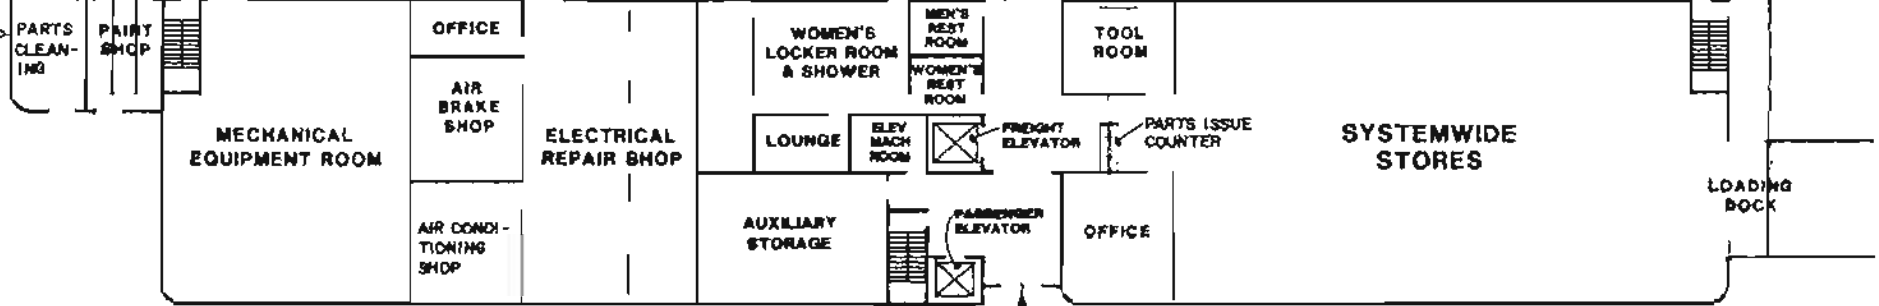 PARTS
CLEAN-
ING
PAINT
SHOP
OFFICE
AIR
BRAKE
SHOP
MECHANICAL
EQUIPMENT ROOM
AIR CONDI-
TIONING
SHOP
ELECTRICAL
REPAIR SHOP
WOMEN'S
LOCKER ROOM
& SHOWER
MEN'S
REST
ROOM
WOMEN'S
REST
ROOM
LOUNGE
ELEV
MACH
ROOM
FREIGHT
ELEVATOR
AUXILIARY
STORAGE
PASSENGER
ELEVATOR
TOOL
ROOM
PARTS ISSUE
COUNTER
OFFICE
SYSTEMWIDE
STORES
LOADING
DOCK